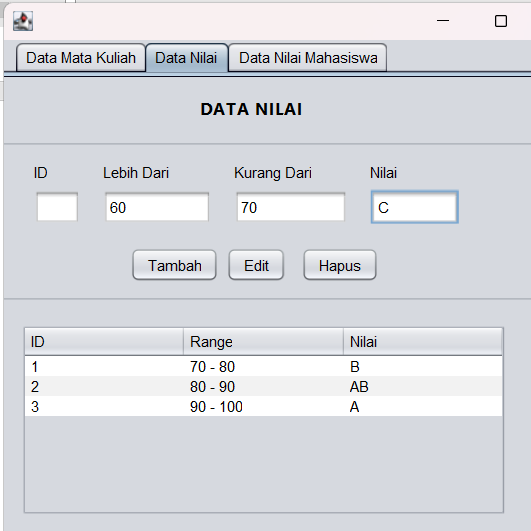 Data Mata Kuliah Data Nilai Data Nilai Mahasiswa
DATA NILAI
ID Lebih Dari Kurang Dari Nilai
60 70 C
Tambah Edit Hapus
ID Range Nilai
1 70 - 80 B
2 80 - 90 AB
3 90 - 100 A